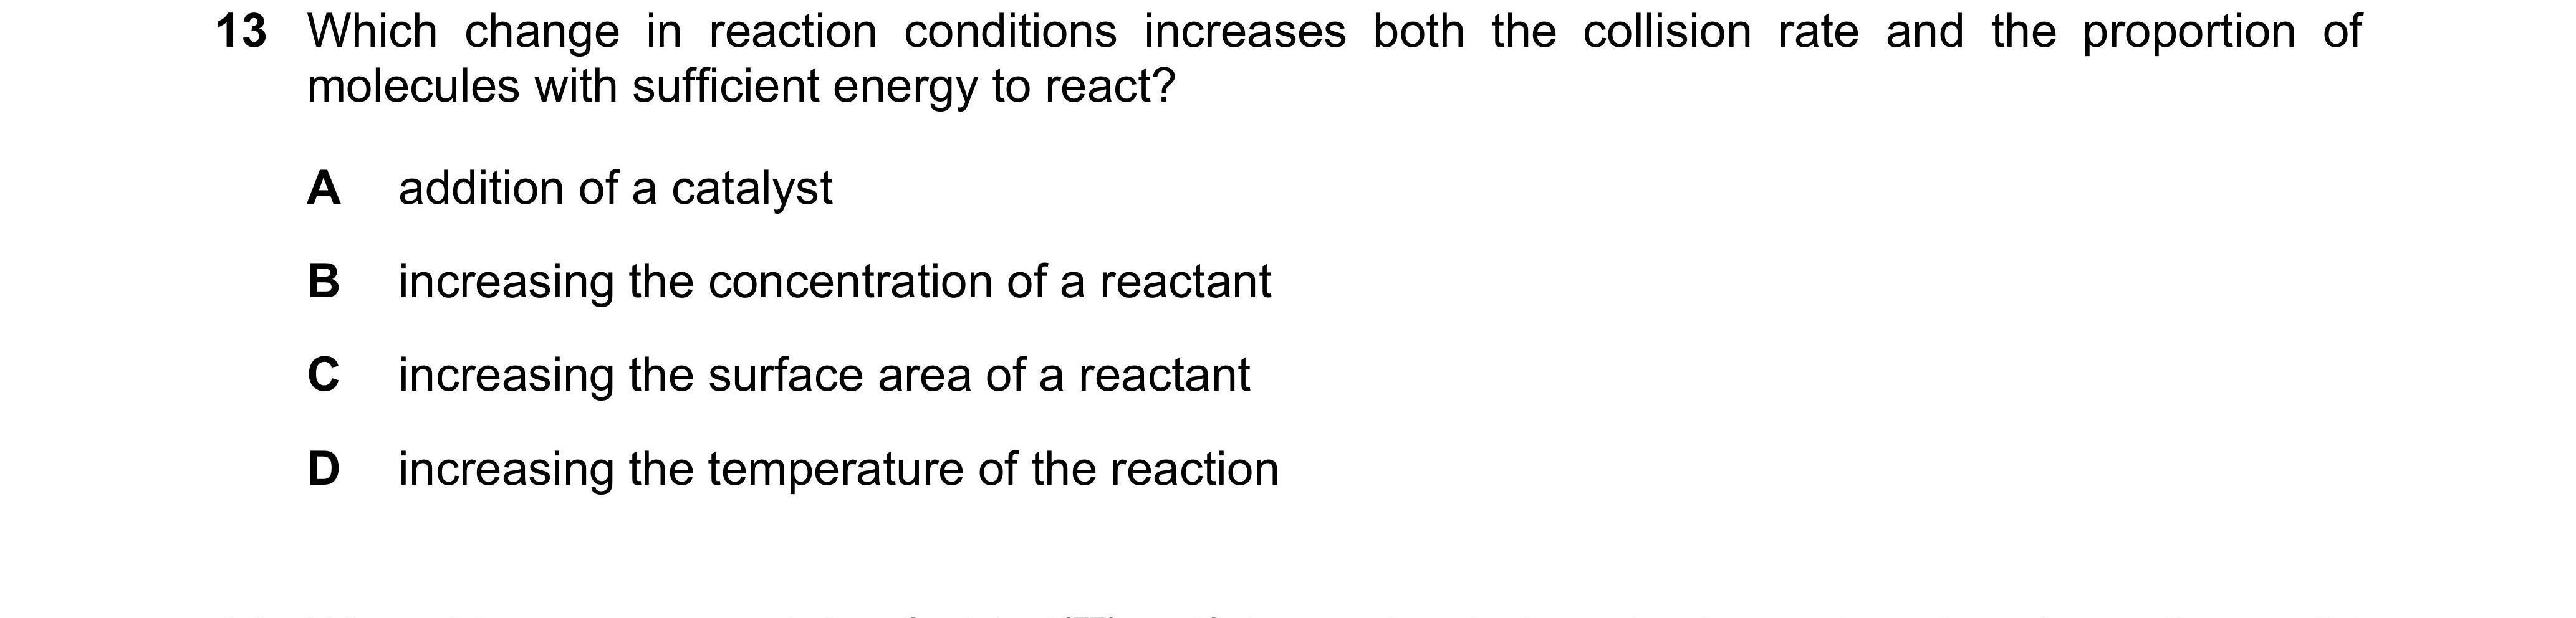 13 Which change in reaction conditions increases both the collision rate and the proportion of
molecules with sufficient energy to react?
A addition of a catalyst
B increasing the concentration of a reactant
C increasing the surface area of a reactant
D increasing the temperature of the reaction